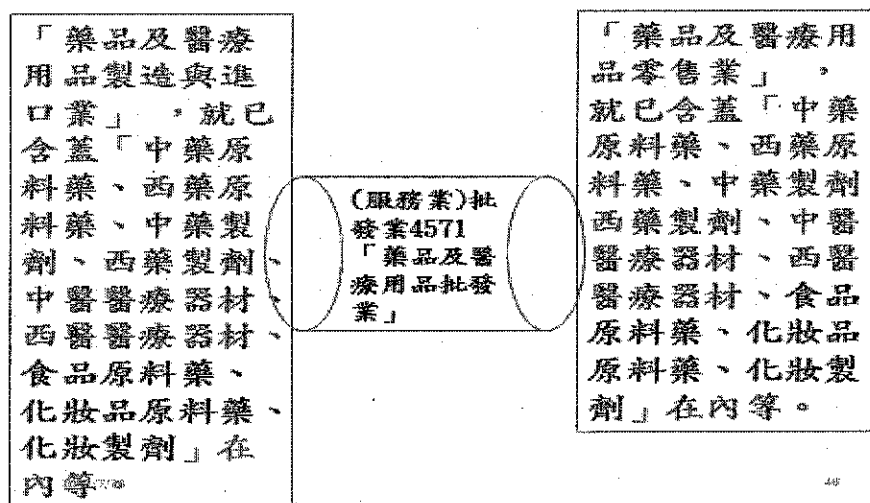 「藥品及醫療
用品製造與進
口業」,就已
含蓋「中藥原
料藥、西藥原
料藥、中藥製
劑、西藥製劑、
中醫醫療器材、
西醫醫療器材、
食品原料藥、
化妝品原料藥、
化妝製劑」在
內等
(服務業)批
發業4571
「藥品及醫
療用品批發
業」
「藥品及醫療用
品零售業」,
就已含蓋「中藥
原料藥、西藥原
料藥、中藥製劑
西藥製劑、中醫
醫療器材、西醫
醫療器材、食品
原料藥、化妝品
原料藥、化妝製
劑」在內等。
46